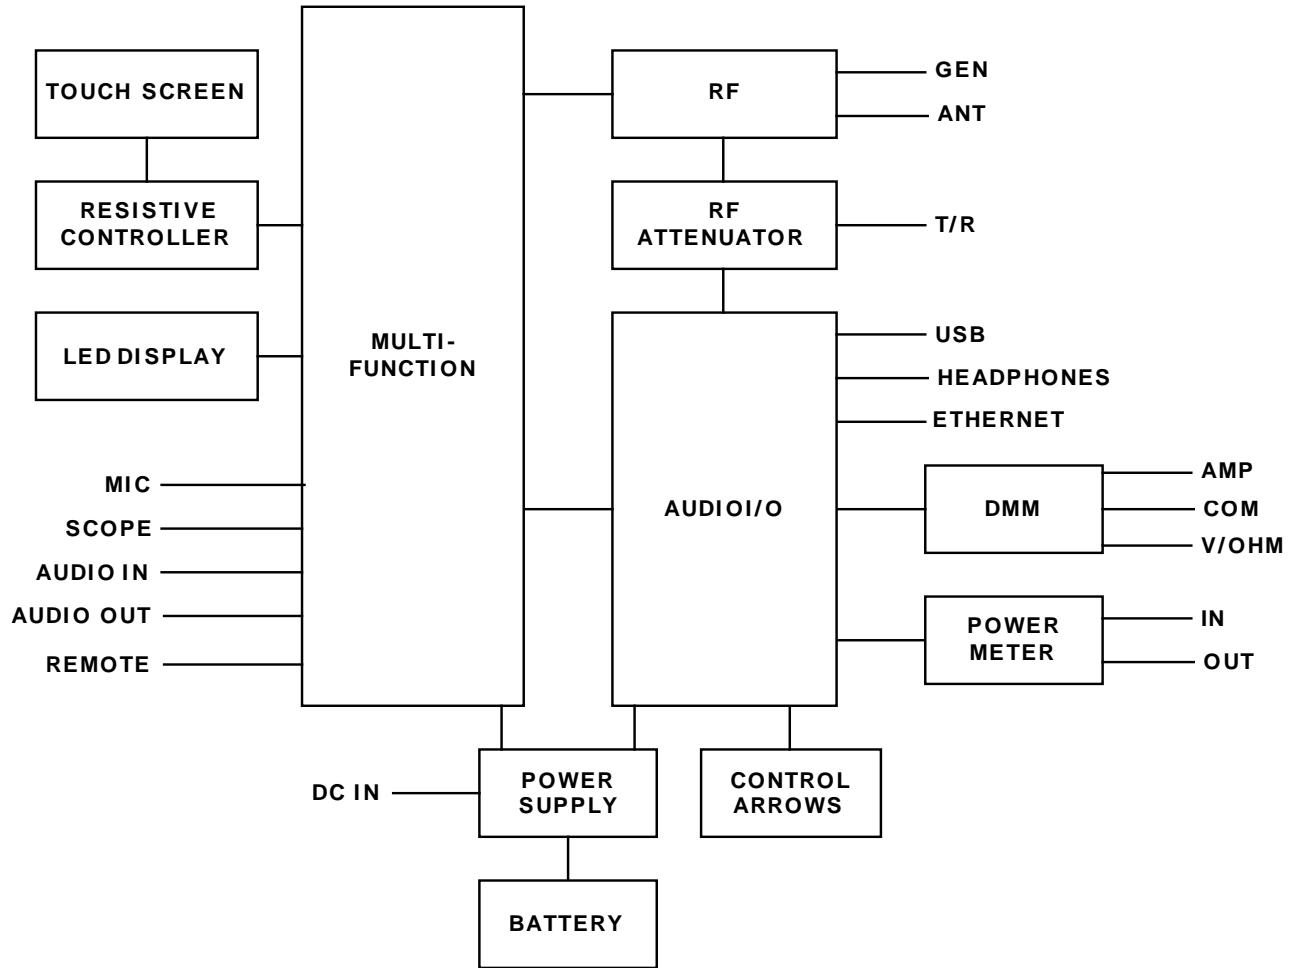 TOUCH SCREEN
RESISTIVE
CONTROLLER
LED DISPLAY
MIC
SCOPE
AUDIO IN
AUDIO OUT
REMOTE
MULTI-
FUNCTION
RF
GEN
ANT
RF
ATTENUATOR
T/R
AUDIO I/O
USB
HEADPHONES
ETHERNET
DMM
AMP
COM
V/OHM
POWER
METER
IN
OUT
DC IN
POWER
SUPPLY
CONTROL
ARROWS
BATTERY